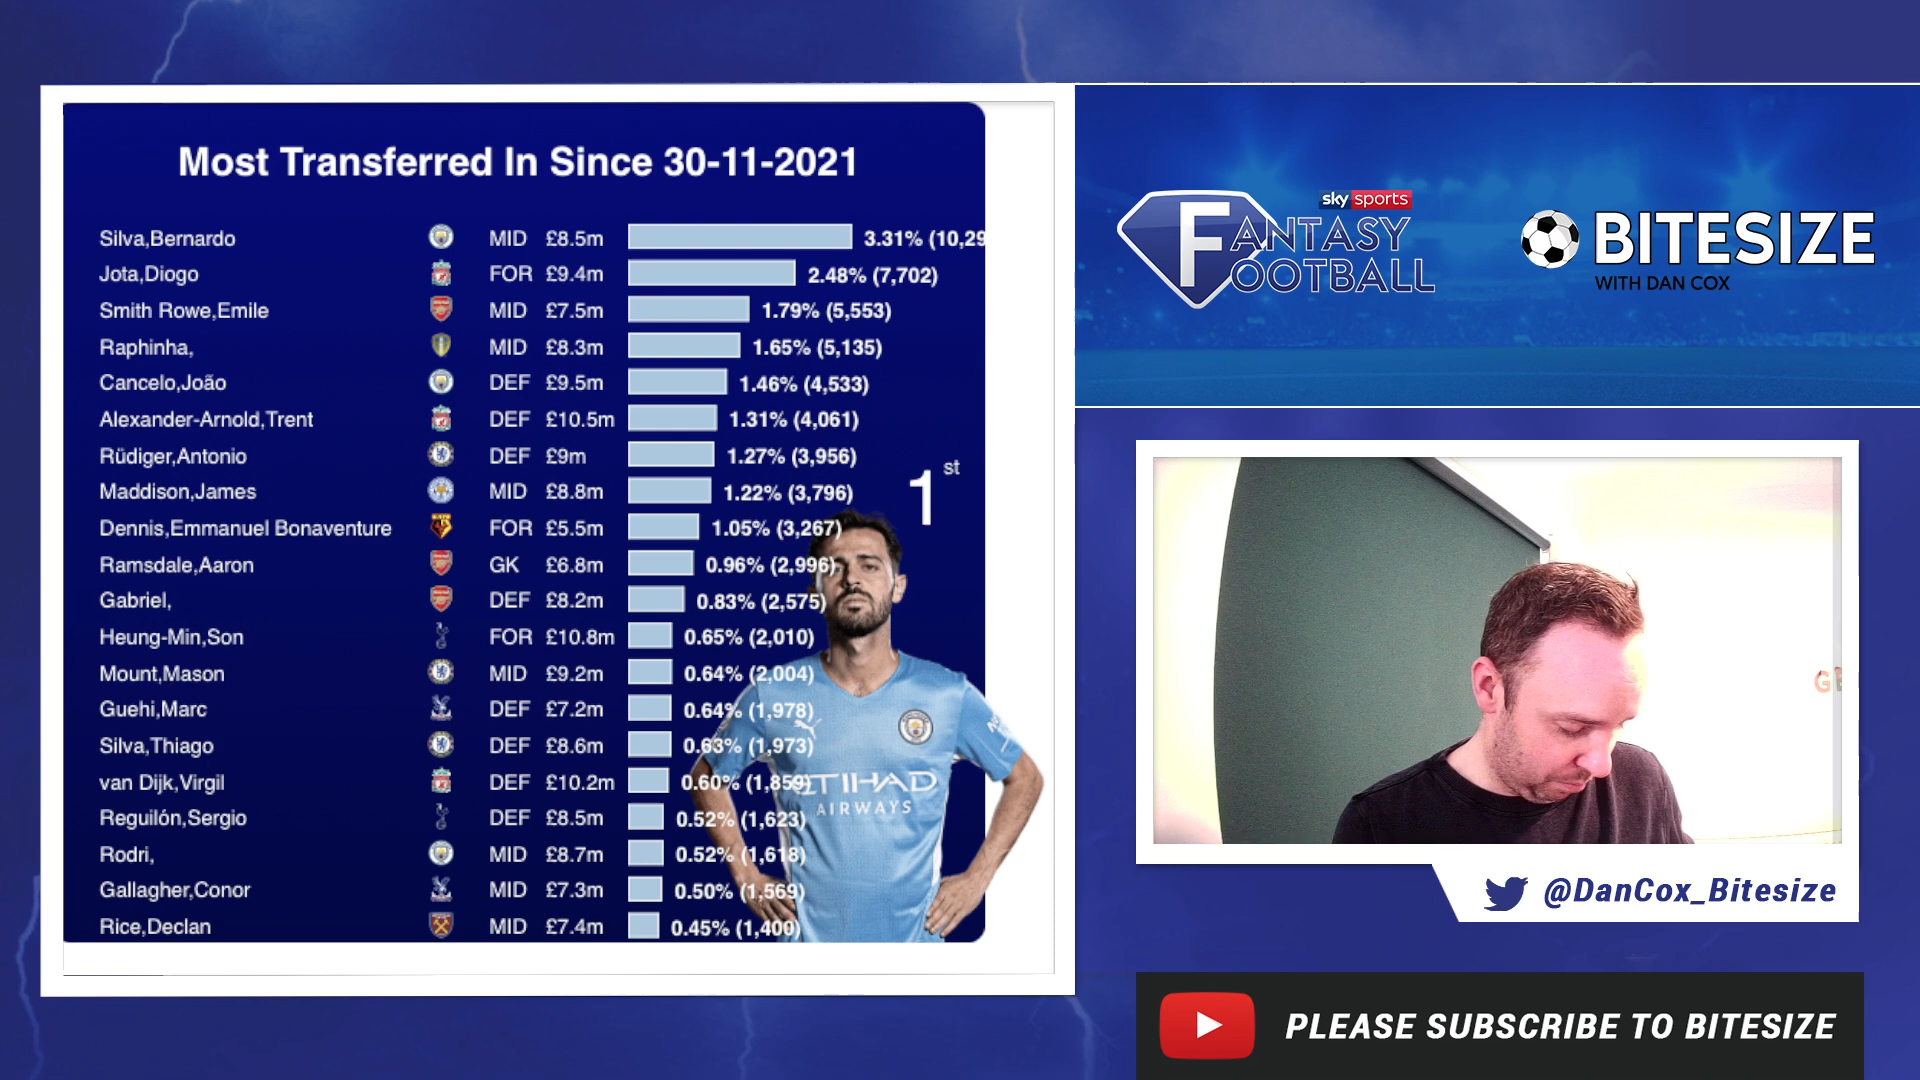 Most Transferred In Since 30-11-2021
Silva,Bernardo MID £8.5m 3.31% (10,29
Jota,Diogo FOR £9.4m 2.48% (7,702)
Smith Rowe,Emile MID £7.5m 1.79% (5,553)
Raphinha, MID £8.3m 1.65% (5,135)
Cancelo,João DEF £9.5m 1.46% (4,533)
Alexander-Arnold,Trent DEF £10.5m 1.31% (4,061)
Rüdiger,Antonio DEF £9m 1.27% (3,956)
Maddison,James MID £8.8m 1.22% (3,796)
Dennis,Emmanuel Bonaventure FOR £5.5m 1.05% (3,267)
Ramsdale,Aaron GK £6.8m 0.96% (2,996)
Gabriel, DEF £8.2m 0.83% (2,575)
Heung-Min,Son FOR £10.8m 0.65% (2,010)
Mount,Mason MID £9.2m 0.64% (2,004)
Guehi,Marc DEF £7.2m 0.64% (1,978)
Silva,Thiago DEF £8.6m 0.63% (1,973)
van Dijk,Virgil DEF £10.2m 0.60% (1,859)
Reguilón,Sergio DEF £8.5m 0.52% (1,623)
Rodri, MID £8.7m 0.52% (1,618)
Gallagher,Conor MID £7.3m 0.50% (1,569)
Rice,Declan MID £7.4m 0.45% (1,400)
1st
ETIHAD
AIRWAYS
sky sports
FANTASY
FOOTBALL
BITESIZE
WITH DAN COX
@DanCox_Bitesize
PLEASE SUBSCRIBE TO BITESIZE